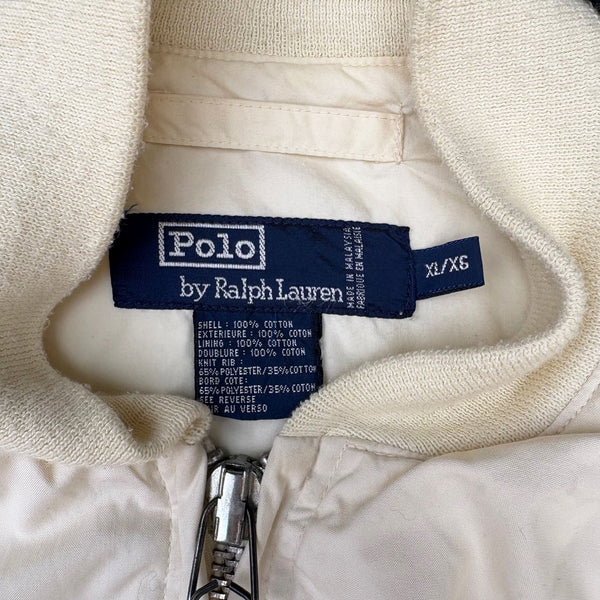 Polo
by Ralph Lauren
MADE IN MALAYSIA
FABRIQUE EN MALAISIE
XL/XG
SHELL : 100% COTTON
EXTERIEURE : 100% COTON
LINING : 100% COTTON
DOUBLURE : 100% COTON
KNIT RIB :
65% POLYESTER/35% COTTON
BORD COTE:
65% POLYESTER/35% COTON
SEE REVERSE
AU VERSO